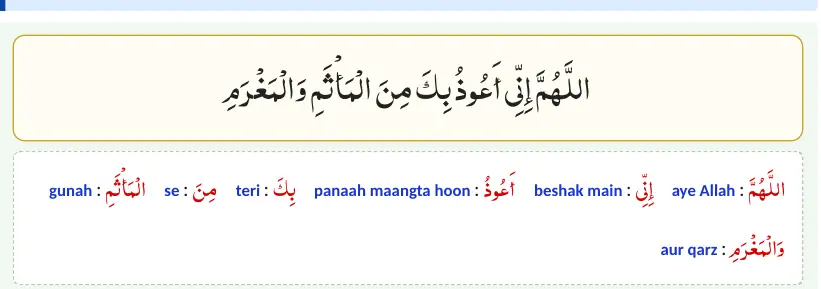 اللَّهُمَّ إِنِّي أَعُوذُ بِكَ مِنَ الْمَأْثَمِ وَالْمَغْرَمِ
اللَّهُمَّ : aye Allah إِنِّي : beshak main أَعُوذُ : panaah maangta hoon بِكَ : teri مِنَ : se الْمَأْثَمِ : gunah
وَالْمَغْرَمِ : aur qarz